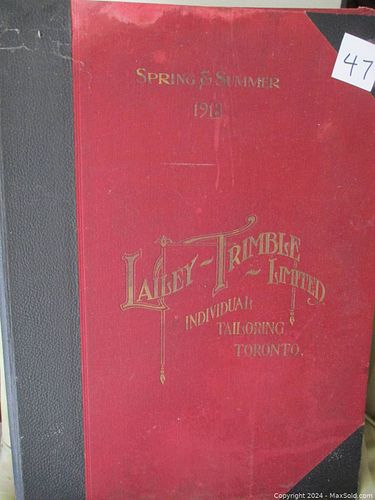 SPRING & SUMMER
1913
47
LAILEY-TRIMBLE
- LIMITED
INDIVIDUAL
TAILORING
TORONTO.
Copyright 2024 - MaxSold.com